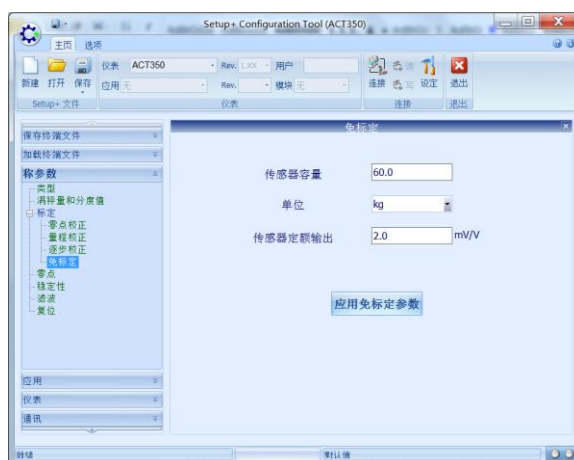 Setup+ Configuration Tool (ACT350)
主页 选项
新建 打开 保存
仪表 ACT350 Rev. 1.XX 用户
应用 无 Rev. 模块 无
连接 设定 退出
Setup+ 文件 仪表 连接 退出
保存终端文件
加载终端文件
称参数
类型
满秤量和分度值
标定
零点校正
量程校正
逐步校正
免标定
零点
稳定性
滤波
复位
应用
仪表
通讯
免标定
传感器容量 60.0
单位 kg
传感器定额输出 2.0 mV/V
应用免标定参数
就绪 默认值